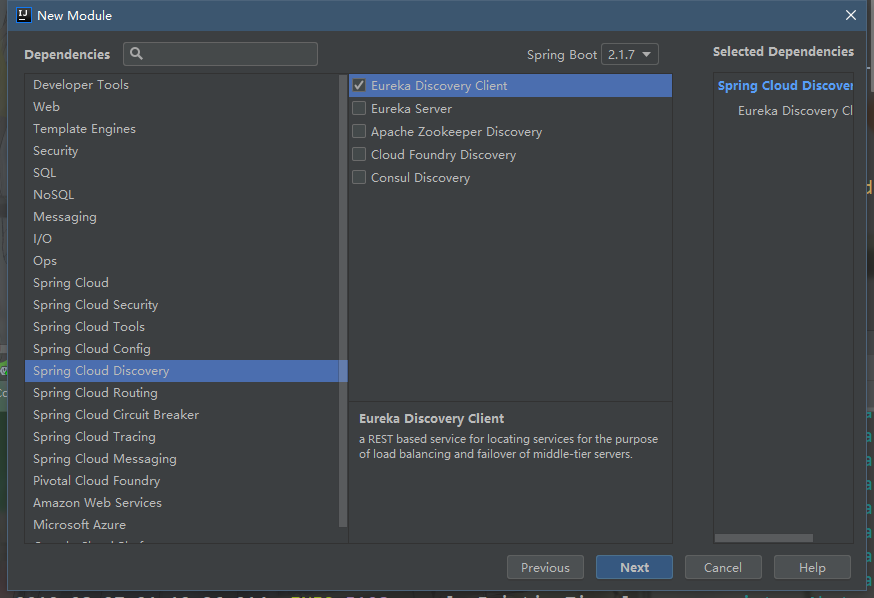 New Module
Dependencies
Spring Boot 2.1.7
Selected Dependencies
Developer Tools
Web
Template Engines
Security
SQL
NoSQL
Messaging
I/O
Ops
Spring Cloud
Spring Cloud Security
Spring Cloud Tools
Spring Cloud Config
Spring Cloud Discovery
Spring Cloud Routing
Spring Cloud Circuit Breaker
Spring Cloud Tracing
Spring Cloud Messaging
Pivotal Cloud Foundry
Amazon Web Services
Microsoft Azure
Eureka Discovery Client
Eureka Server
Apache Zookeeper Discovery
Cloud Foundry Discovery
Consul Discovery
Eureka Discovery Client
a REST based service for locating services for the purpose
of load balancing and failover of middle-tier servers.
Spring Cloud Discover
Eureka Discovery Cl
Previous
Next
Cancel
Help